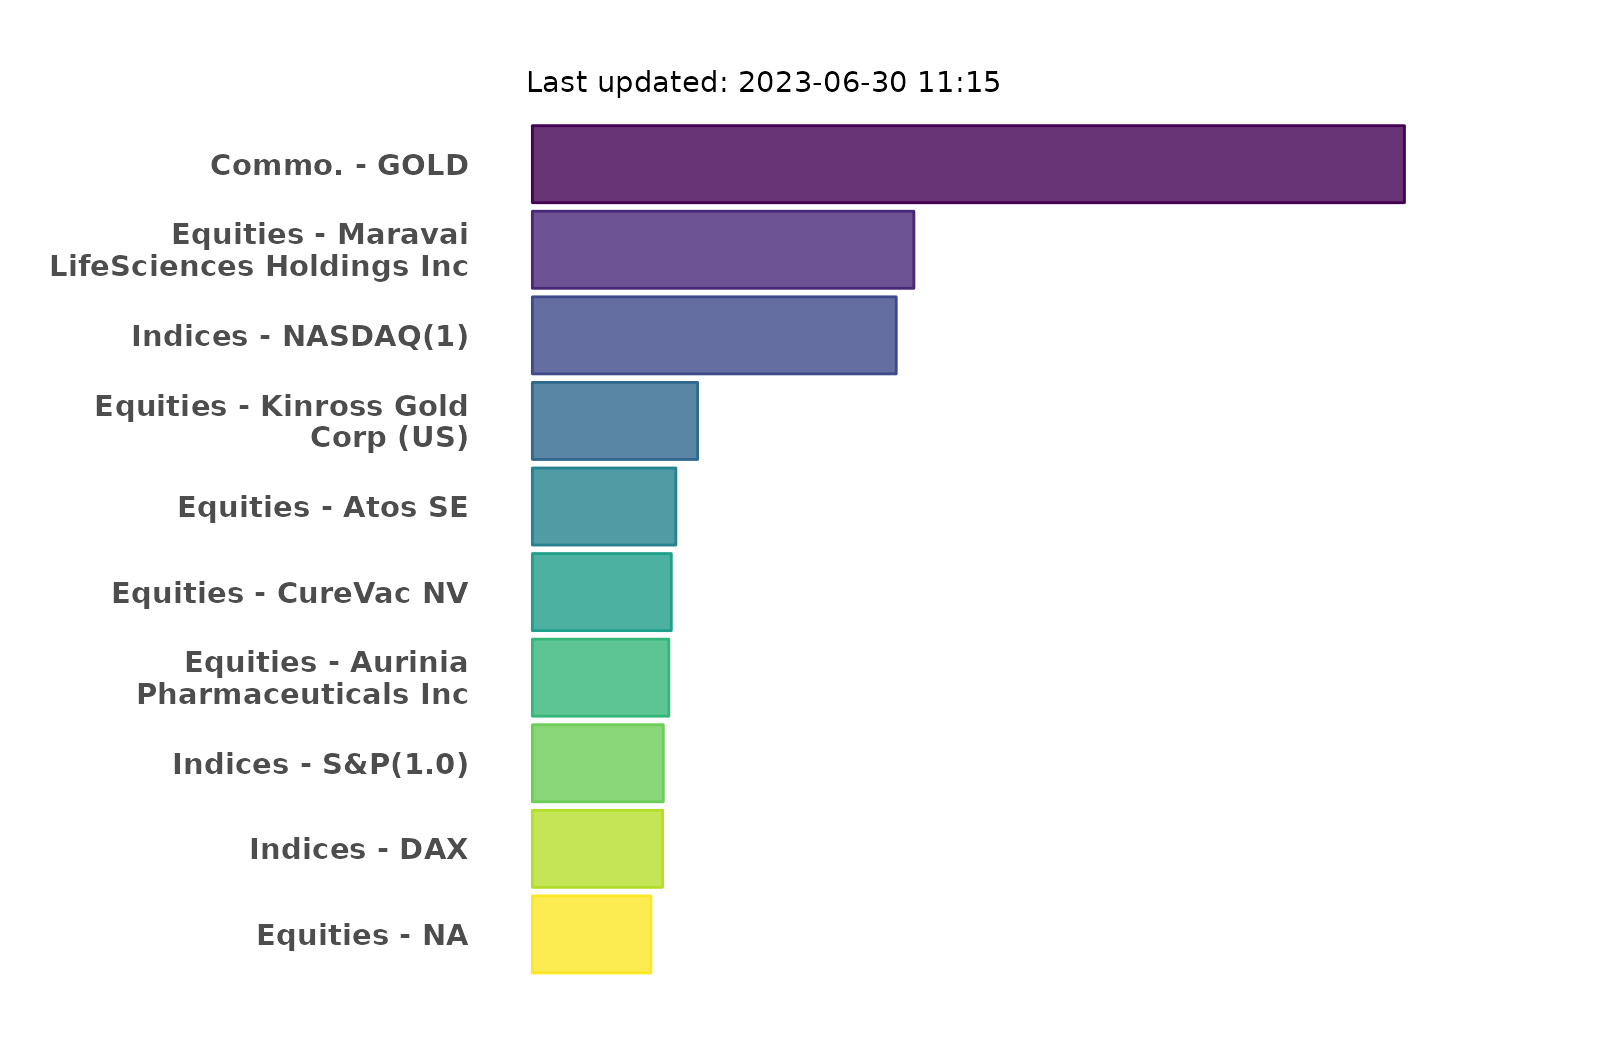 Last updated: 2023-06-30 11:15
Commo. - GOLD
Equities - Maravai
LifeSciences Holdings Inc
Indices - NASDAQ(1)
Equities - Kinross Gold
Corp (US)
Equities - Atos SE
Equities - CureVac NV
Equities - Aurinia
Pharmaceuticals Inc
Indices - S&P(1.0)
Indices - DAX
Equities - NA